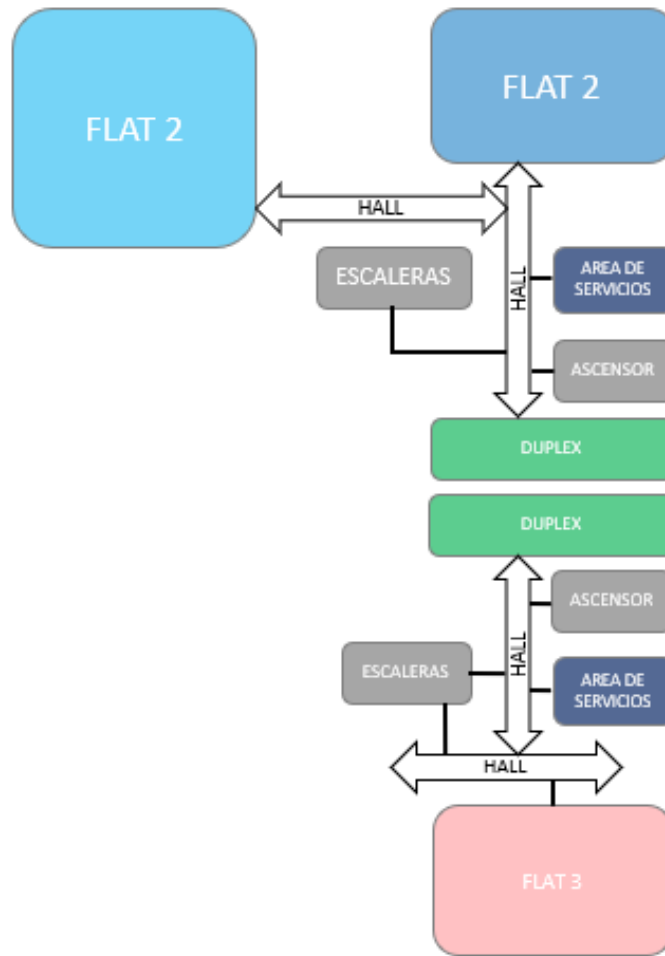 FLAT 2
FLAT 2
HALL
HALL
ESCALERAS
AREA DE
SERVICIOS
ASCENSOR
DUPLEX
DUPLEX
ASCENSOR
HALL
ESCALERAS
AREA DE
SERVICIOS
HALL
FLAT 3